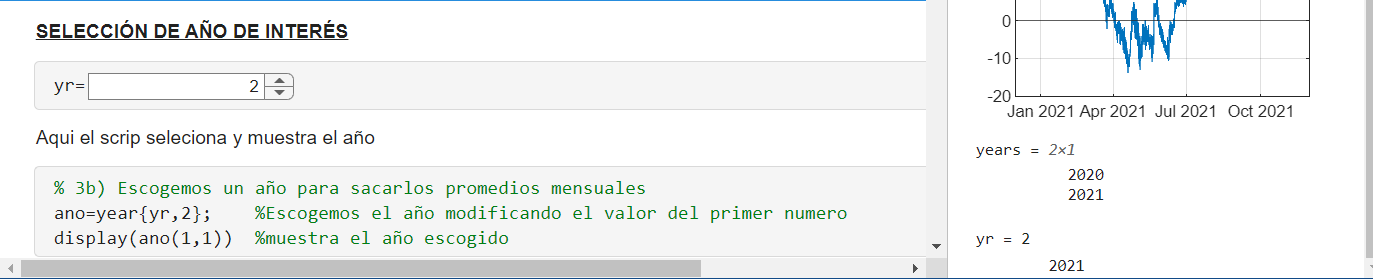 SELECCIÓN DE AÑO DE INTERÉS
yr= 2
Aqui el scrip seleciona y muestra el año
% 3b) Escogemos un año para sacarlos promedios mensuales
ano=year{yr,2}; %Escogemos el año modificando el valor del primer numero
display(ano(1,1)) %muestra el año escogido
0
-10
-20
Jan 2021 Apr 2021 Jul 2021 Oct 2021
years = 2×1
2020
2021
yr = 2
2021